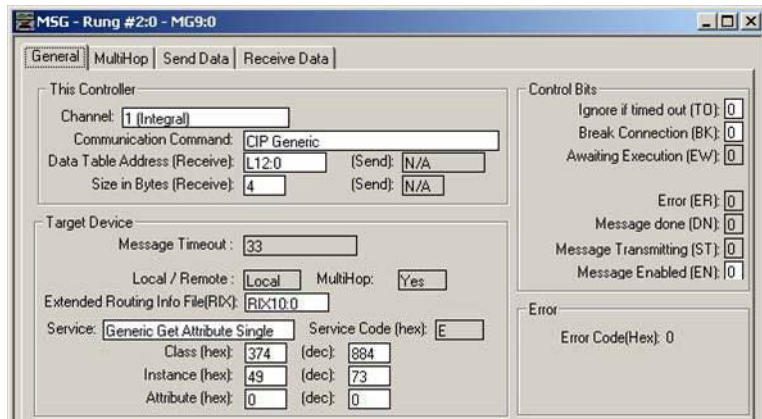 MSG - Rung #2:0 - MG9:0
General MultiHop Send Data Receive Data
This Controller
Channel: 1 (Integral)
Communication Command: CIP Generic
Data Table Address (Receive): L12:0 (Send): N/A
Size in Bytes (Receive): 4 (Send): N/A
Target Device
Message Timeout : 33
Local / Remote : Local MultiHop: Yes
Extended Routing Info File(RIX): RIX10:0
Service: Generic Get Attribute Single Service Code (hex): E
Class (hex): 374 (dec): 884
Instance (hex): 49 (dec): 73
Attribute (hex): 0 (dec): 0
Control Bits
Ignore if timed out (TO): 0
Break Connection (BK): 0
Awaiting Execution (EW): 0
Error (ER): 0
Message done (DN): 0
Message Transmitting (ST): 0
Message Enabled (EN): 0
Error
Error Code(Hex): 0